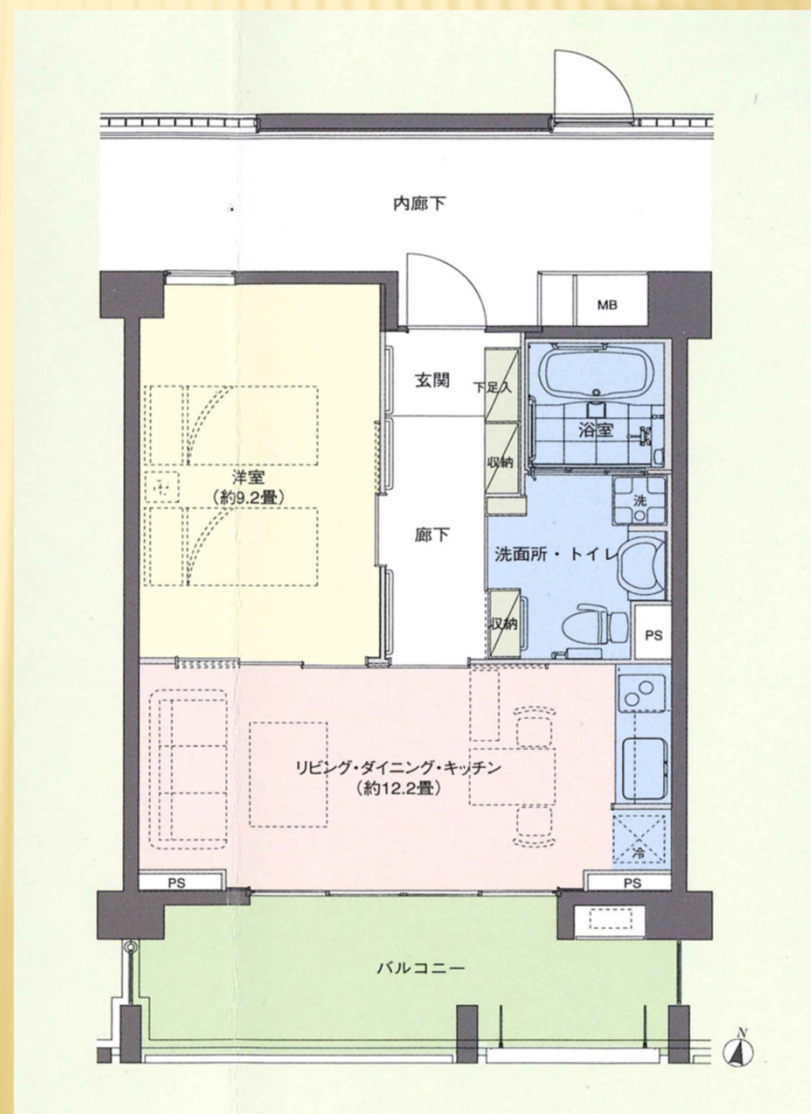 内廊下
MB
玄関
下足入
浴室
収納
洋室
(約9.2畳)
洗
廊下
洗面所・トイレ
収納
PS
リビング・ダイニング・キッチン
(約12.2畳)
冷
PS
PS
バルコニー
N